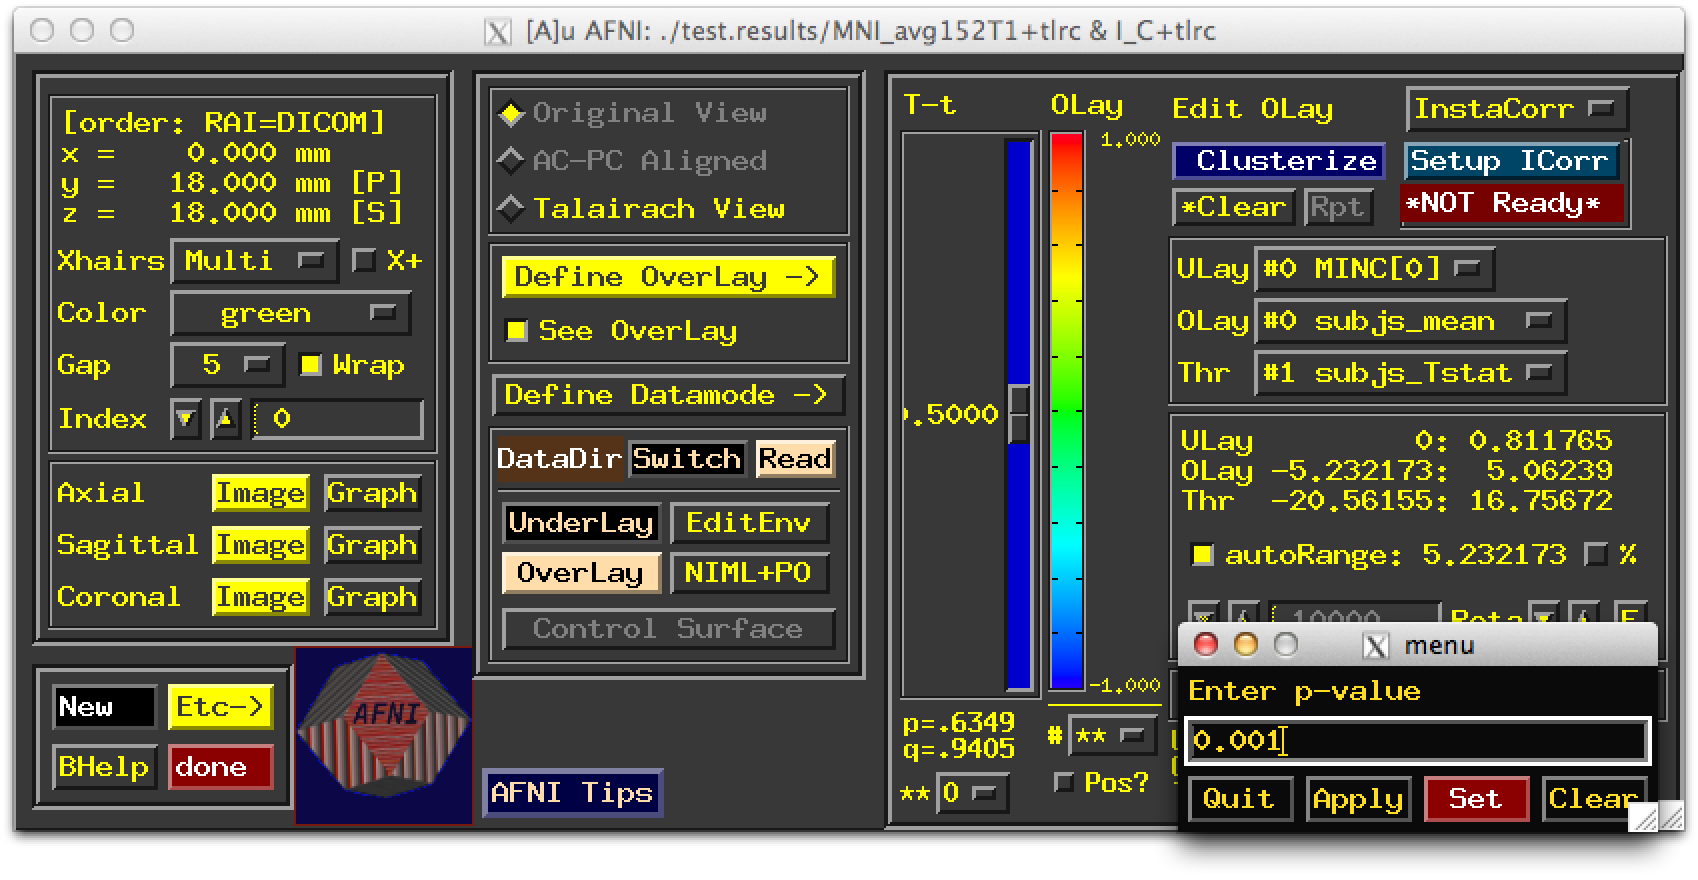 [A]u AFNI: ./test.results/MNI_avg152T1+tlrc & I_C+tlrc
[order: RAI=DICOM]
x = 0.000 mm
y = 18.000 mm [P]
z = 18.000 mm [S]
Xhairs Multi X+
Color green
Gap 5 Wrap
Index 0
Axial Image Graph
Sagittal Image Graph
Coronal Image Graph
New Etc->
BHelp done
AFNI
Original View
AC-PC Aligned
Talairach View
Define OverLay ->
See OverLay
Define Datamode ->
DataDir Switch Read
UnderLay EditEnv
OverLay NIML+PO
Control Surface
AFNI Tips
T-t OLay
1.000
.5000
-1.000
p=.6349
q=.9405
# **
** 0 Pos?
Edit OLay InstaCorr
Clusterize Setup ICorr
*Clear Rpt *NOT Ready*
ULay #0 MINC[0]
OLay #0 subjs_mean
Thr #1 subjs_Tstat
ULay 0: 0.811765
OLay -5.232173: 5.06239
Thr -20.56155: 16.75672
autoRange: 5.232173 %
10000 Rota F
menu
Enter p-value
0.001
Quit Apply Set Clear